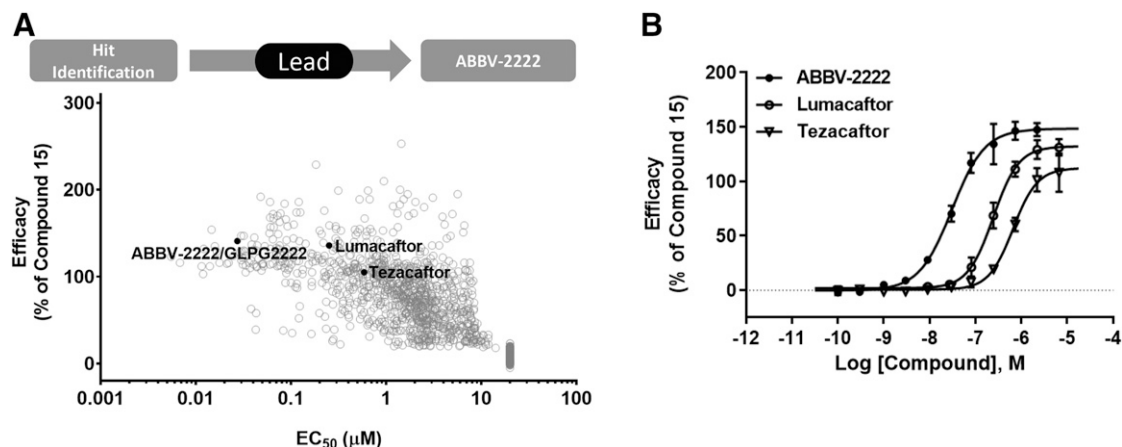 A
Hit
Identification
Lead
ABBV-2222
300
200
100
0
Efficacy
(% of Compound 15)
ABBV-2222/GLPG2222
Lumacaftor
Tezacaftor
0.001
0.01
0.1
1
10
100
EC50 (μM)
B
ABBV-2222
Lumacaftor
Tezacaftor
200
150
100
50
0
Efficacy
(% of Compound 15)
-12
-11
-10
-9
-8
-7
-6
-5
-4
Log [Compound], M